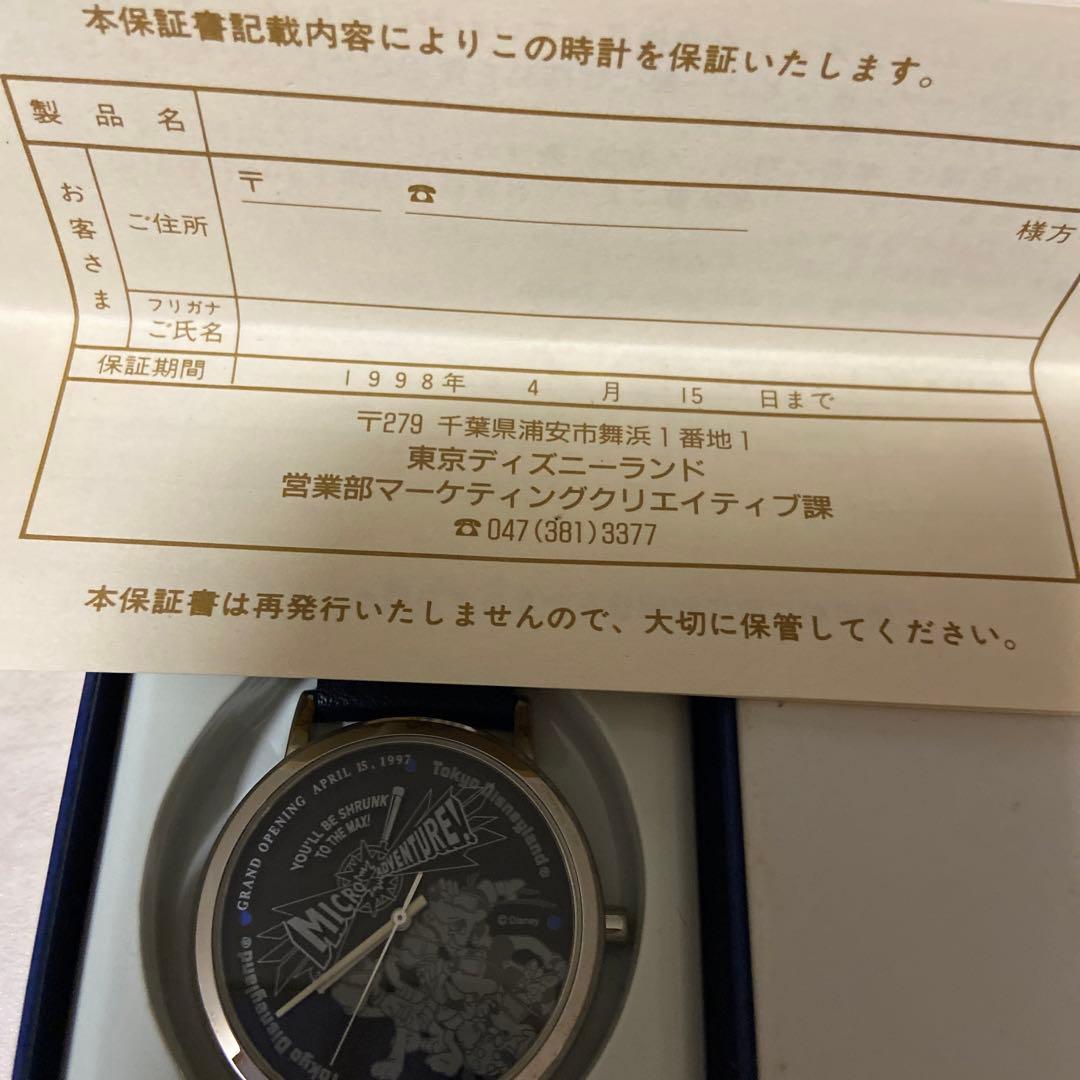 本保証書記載内容によりこの時計を保証いたします。
製品名
お客さま
ご住所
〒 ☎
様方
フリガナ
ご氏名
保証期間 1998年 4 月 15 日まで
〒279 千葉県浦安市舞浜1番地1
東京ディズニーランド
営業部マーケティングクリエイティブ課
☎047(381)3377
本保証書は再発行いたしませんので、大切に保管してください。
GRAND OPENING APRIL 15, 1997
Tokyo Disneyland®
YOU'LL BE SHRUNK
TO THE MAX!
MICRO ADVENTURE!
©Disney
Tokyo Disneyland®